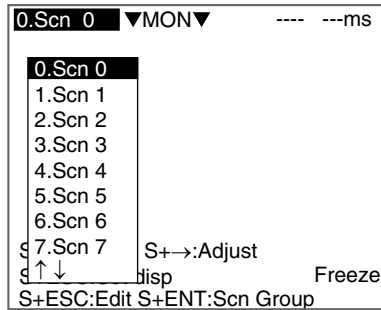 0.Scn 0 ▼MON▼ ---- ---ms
0.Scn 0
1.Scn 1
2.Scn 2
3.Scn 3
4.Scn 4
5.Scn 5
6.Scn 6
7.Scn 7
↑↓
S+→:Adjust
disp Freeze
S+ESC:Edit S+ENT:Scn Group